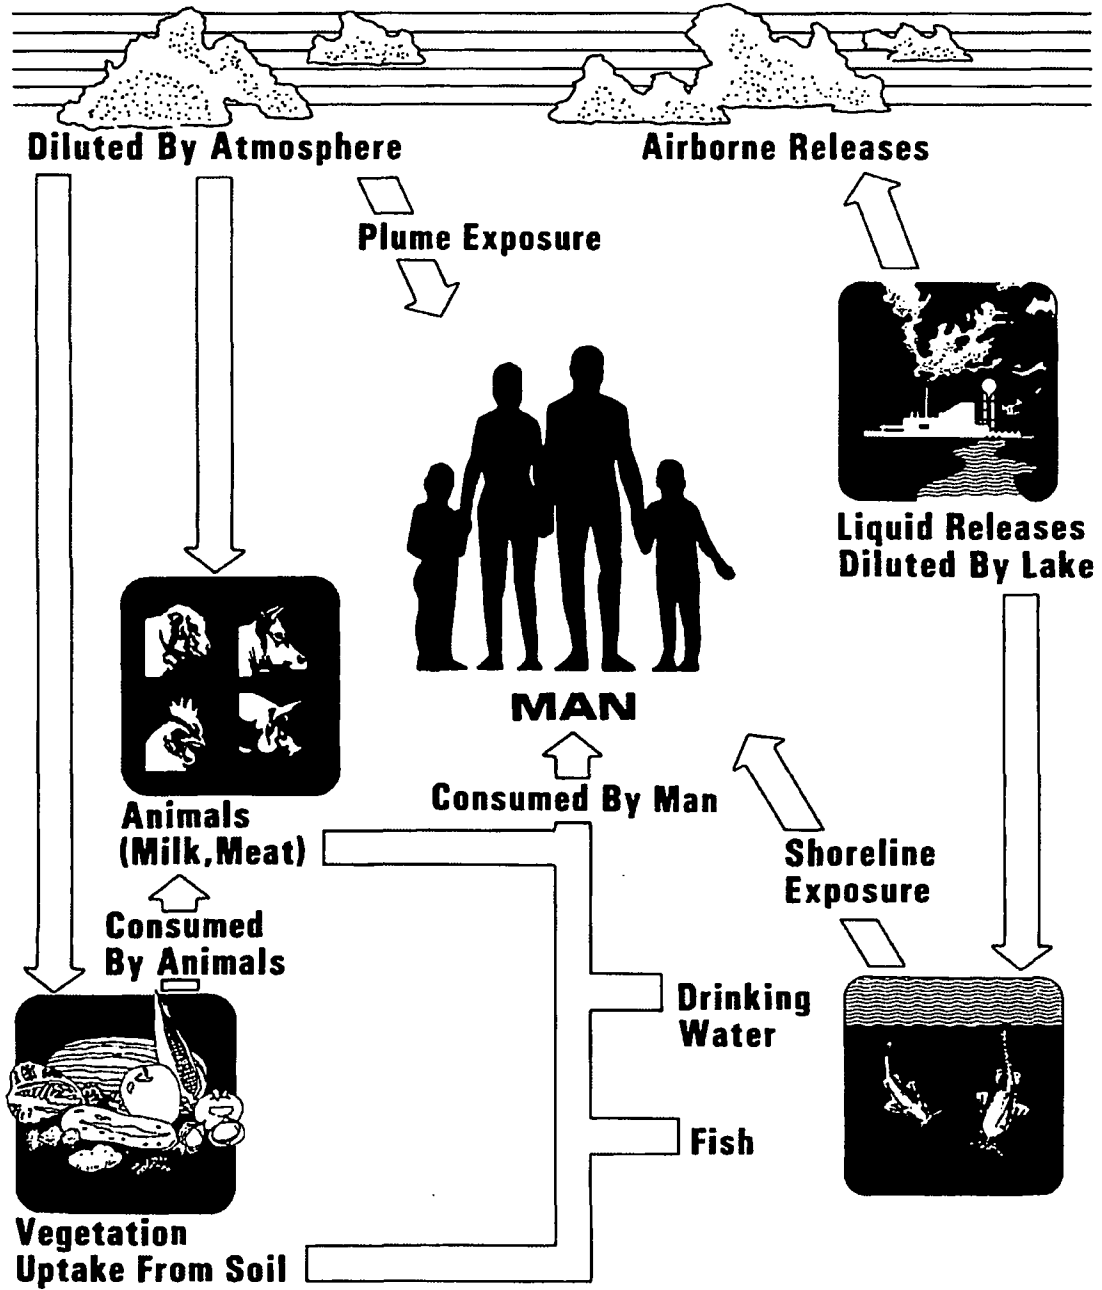 Diluted By Atmosphere
Airborne Releases
Plume Exposure
Liquid Releases
Diluted By Lake
MAN
Consumed By Man
Animals
(Milk,Meat)
Shoreline
Exposure
Consumed
By Animals
Drinking
Water
Fish
Vegetation
Uptake From Soil